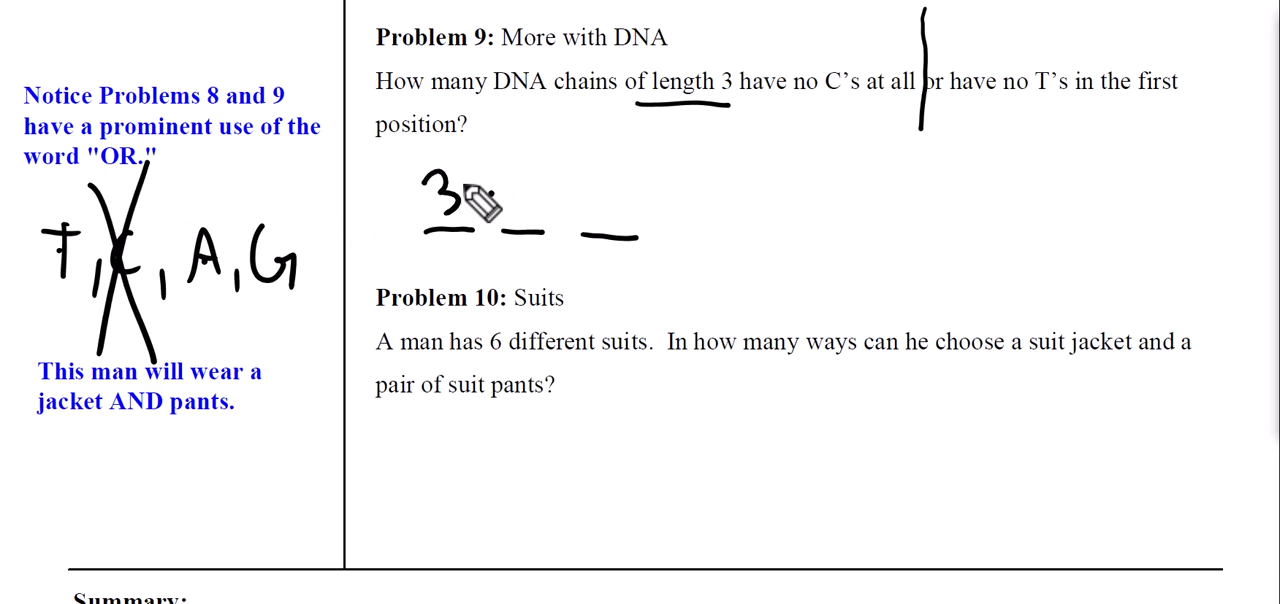 Notice Problems 8 and 9
have a prominent use of the
word "OR."
T, C, A, G
This man will wear a
jacket AND pants.
Problem 9: More with DNA
How many DNA chains of length 3 have no C's at all or have no T's in the first
position?
3
Problem 10: Suits
A man has 6 different suits. In how many ways can he choose a suit jacket and a
pair of suit pants?
Summary: